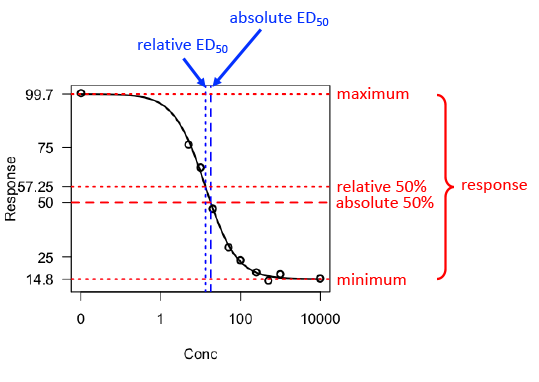 absolute ED50
relative ED50
99.7
maximum
75
57.25
relative 50%
response
50
absolute 50%
25
14.8
minimum
Response
0
1
100
10000
Conc